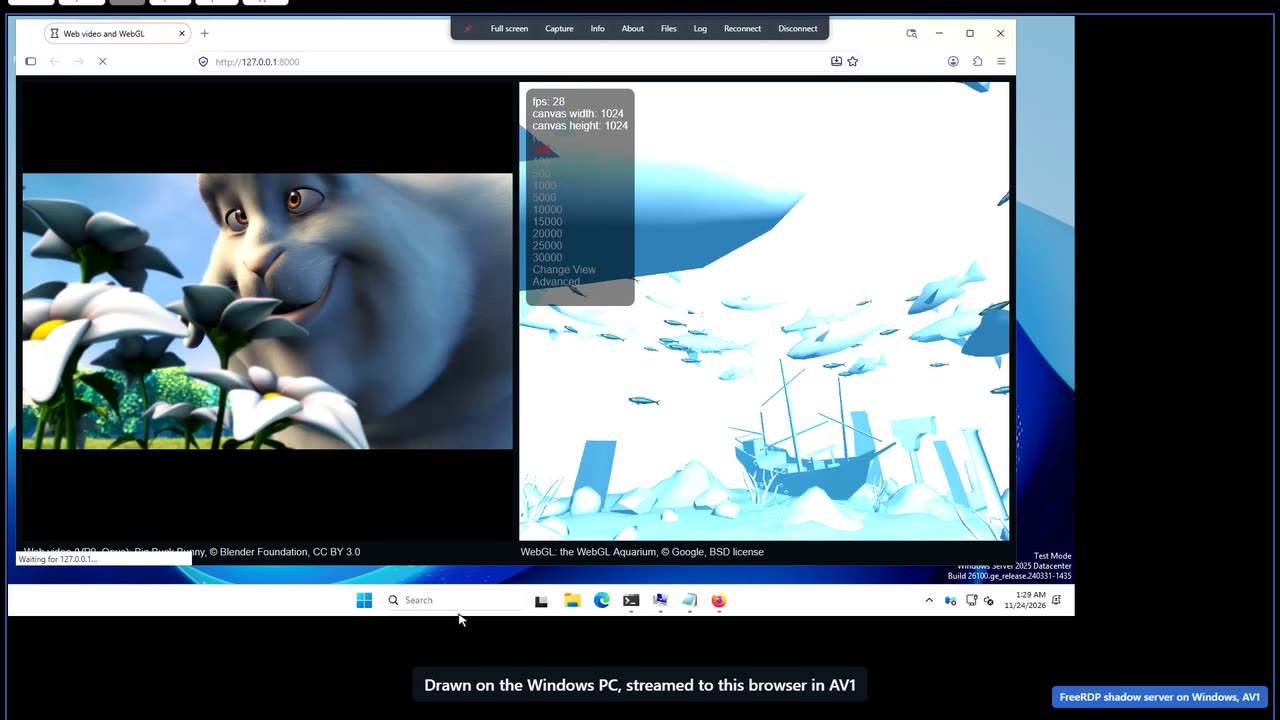 Web video and WebGL
Full screen
Capture
Info
About
Files
Log
Reconnect
Disconnect
http://127.0.0.1:8000
fps: 28
canvas width: 1024
canvas height: 1024
500
1000
5000
10000
15000
20000
25000
30000
Change View
Advanced
Web video (VP9, Opus): Big Buck Bunny, © Blender Foundation, CC BY 3.0
WebGL: the WebGL Aquarium, © Google, BSD license
Waiting for 127.0.0.1...
Test Mode
Windows Server 2025 Datacenter
Build 26100.ge_release.240331-1435
Search
1:29 AM
11/24/2026
Drawn on the Windows PC, streamed to this browser in AV1
FreeRDP shadow server on Windows, AV1